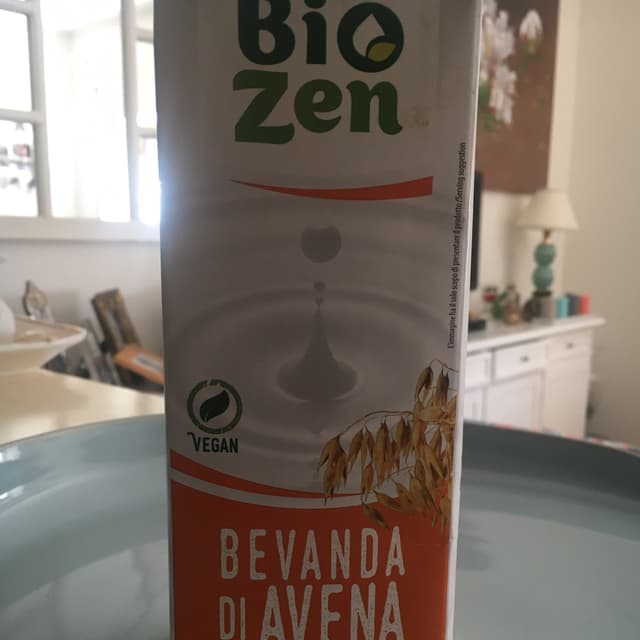 Bio
Zen
L'immagine ha il solo scopo di presentare il prodotto/Serving suggestion.
VEGAN
BEVANDA
DI AVENA